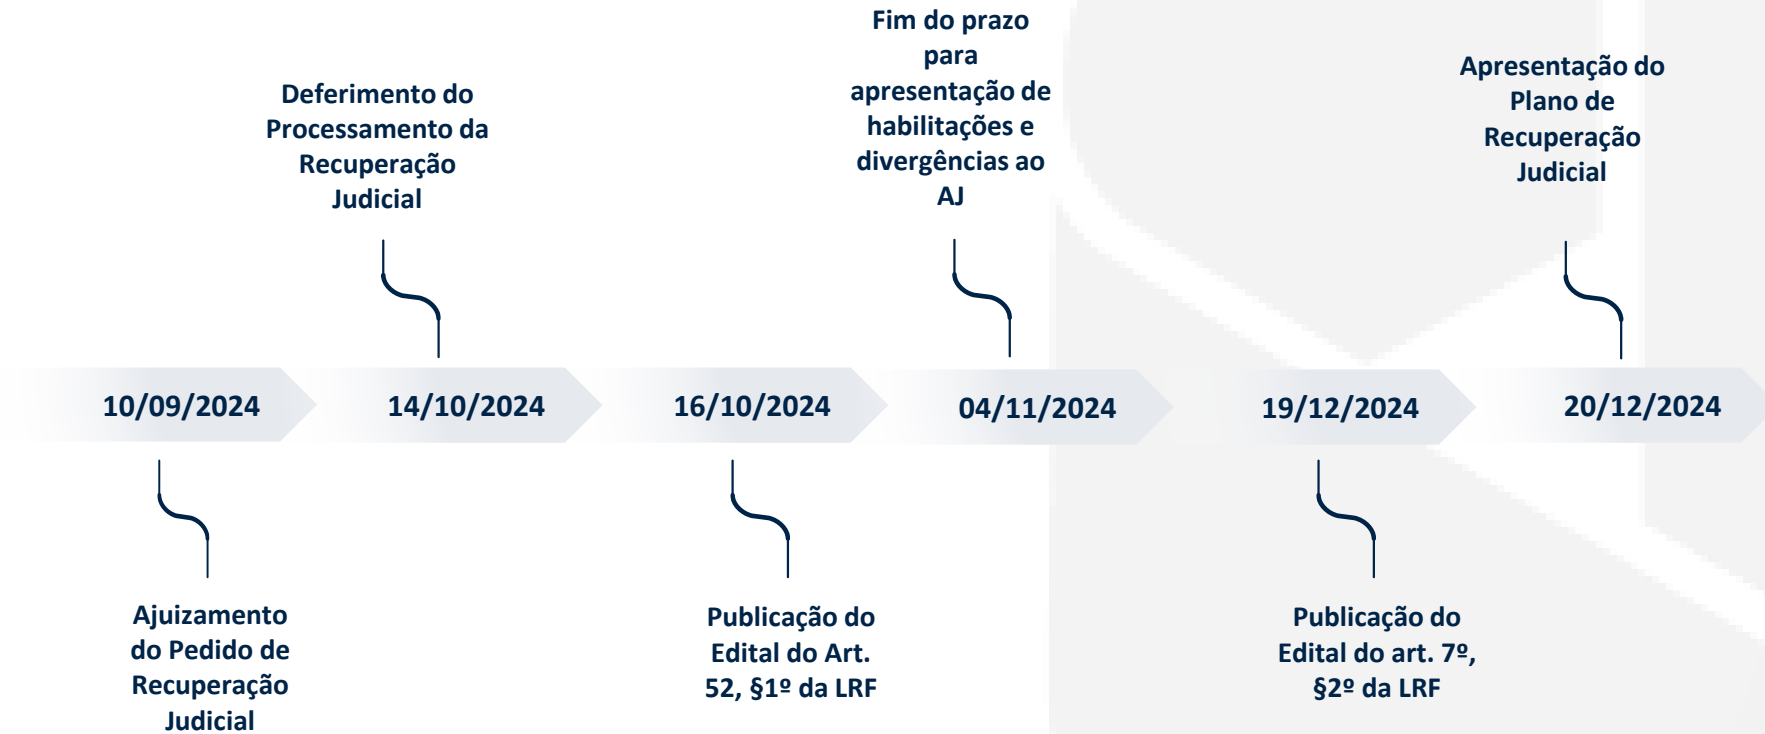 Fim do prazo
para
apresentação de
habilitações e
divergências ao
AJ
Apresentação do
Plano de
Recuperação
Judicial
Deferimento do
Processamento da
Recuperação
Judicial
10/09/2024
14/10/2024
16/10/2024
04/11/2024
19/12/2024
20/12/2024
Ajuizamento
do Pedido de
Recuperação
Judicial
Publicação do
Edital do Art.
52, §1º da LRF
Publicação do
Edital do art. 7º,
§2º da LRF